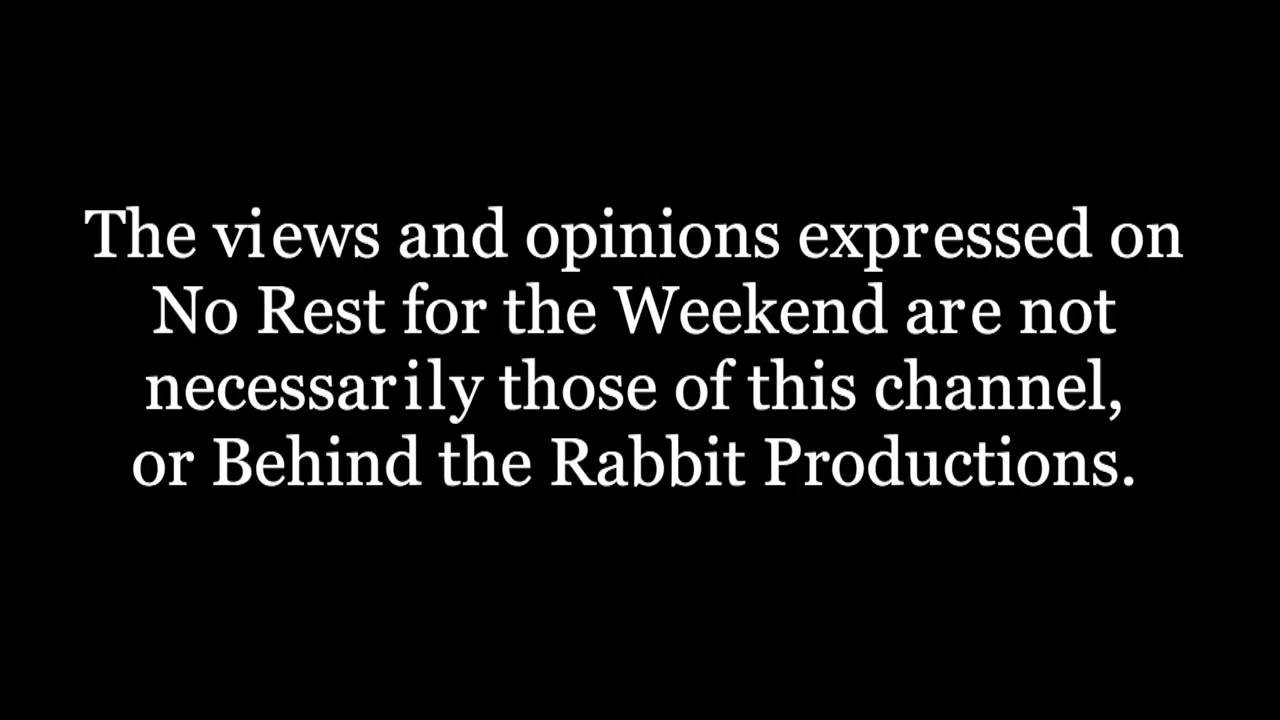 The views and opinions expressed on
No Rest for the Weekend are not
necessarily those of this channel,
or Behind the Rabbit Productions.